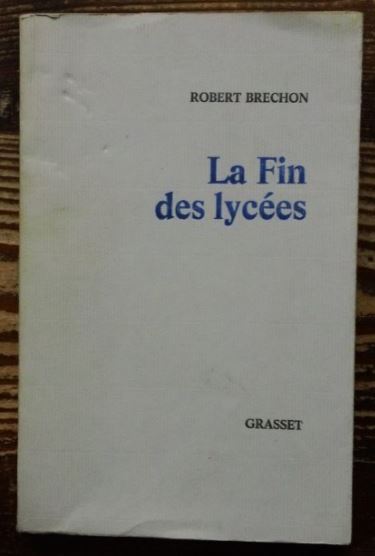 ROBERT BRECHON
La Fin
des lycées
GRASSET